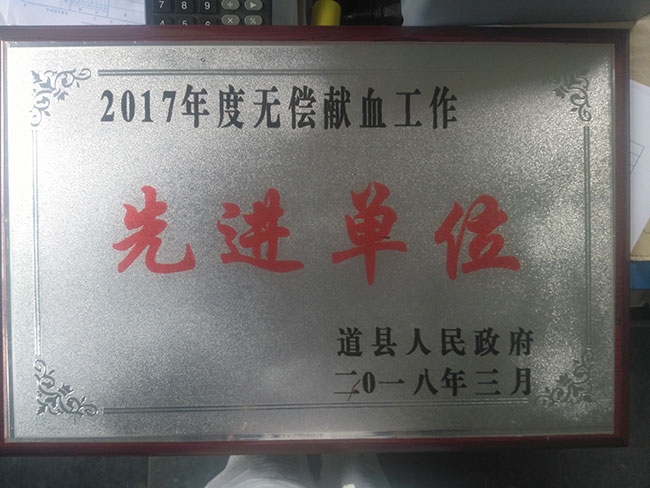 2017年度无偿献血工作
先进单位
道县人民政府
二0一八年三月